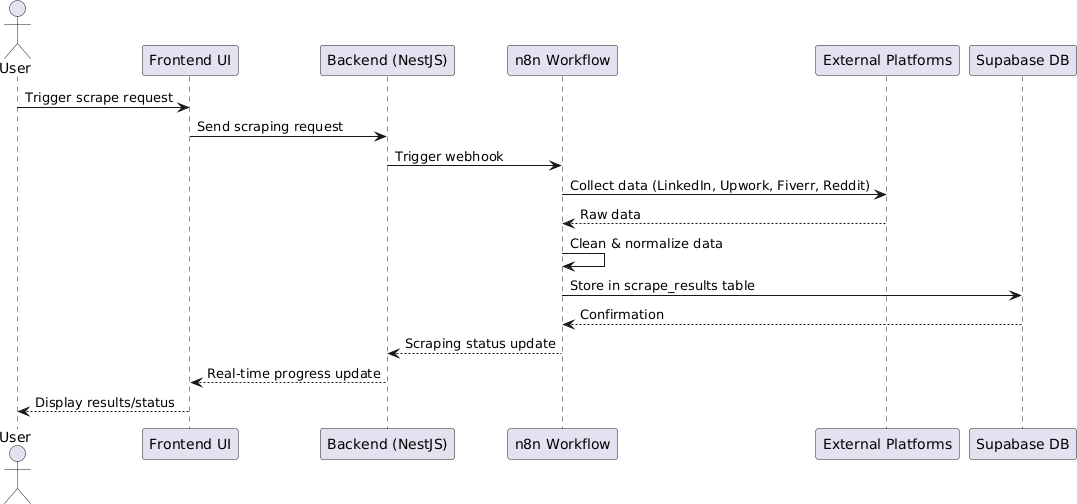 User
Frontend UI
Backend (NestJS)
n8n Workflow
External Platforms
Supabase DB
Trigger scrape request
Send scraping request
Trigger webhook
Collect data (LinkedIn, Upwork, Fiverr, Reddit)
Raw data
Clean & normalize data
Store in scrape_results table
Confirmation
Scraping status update
Real-time progress update
Display results/status
User
Frontend UI
Backend (NestJS)
n8n Workflow
External Platforms
Supabase DB